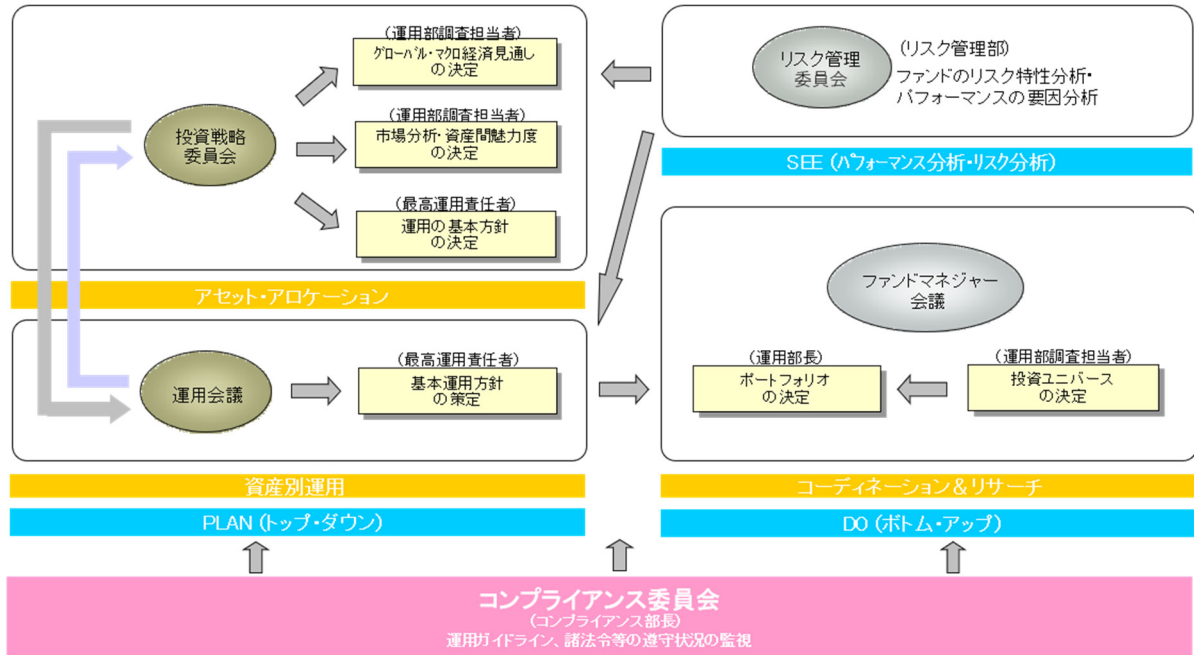 (運用部調査担当者)
グローバル・マクロ経済見通し
の決定
(運用部調査担当者)
市場分析・資産間魅力度
の決定
(最高運用責任者)
運用の基本方針
の決定
投資戦略
委員会
アセット・アロケーション
運用会議
(最高運用責任者)
基本運用方針
の策定
資産別運用
PLAN (トップ・ダウン)
リスク管理
委員会
(リスク管理部)
ファンドのリスク特性分析・
パフォーマンスの要因分析
SEE (パフォーマンス分析・リスク分析)
ファンドマネジャー
会議
(運用部長)
ポートフォリオ
の決定
(運用部調査担当者)
投資ユニバース
の決定
コーディネーション&リサーチ
DO (ボトム・アップ)
コンプライアンス委員会
(コンプライアンス部長)
運用ガイドライン、諸法令等の遵守状況の監視